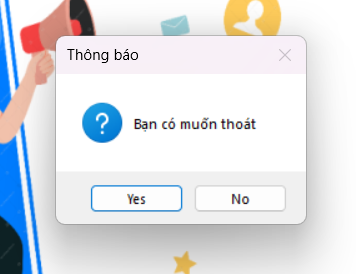 Thông báo
Bạn có muốn thoát
Yes
No